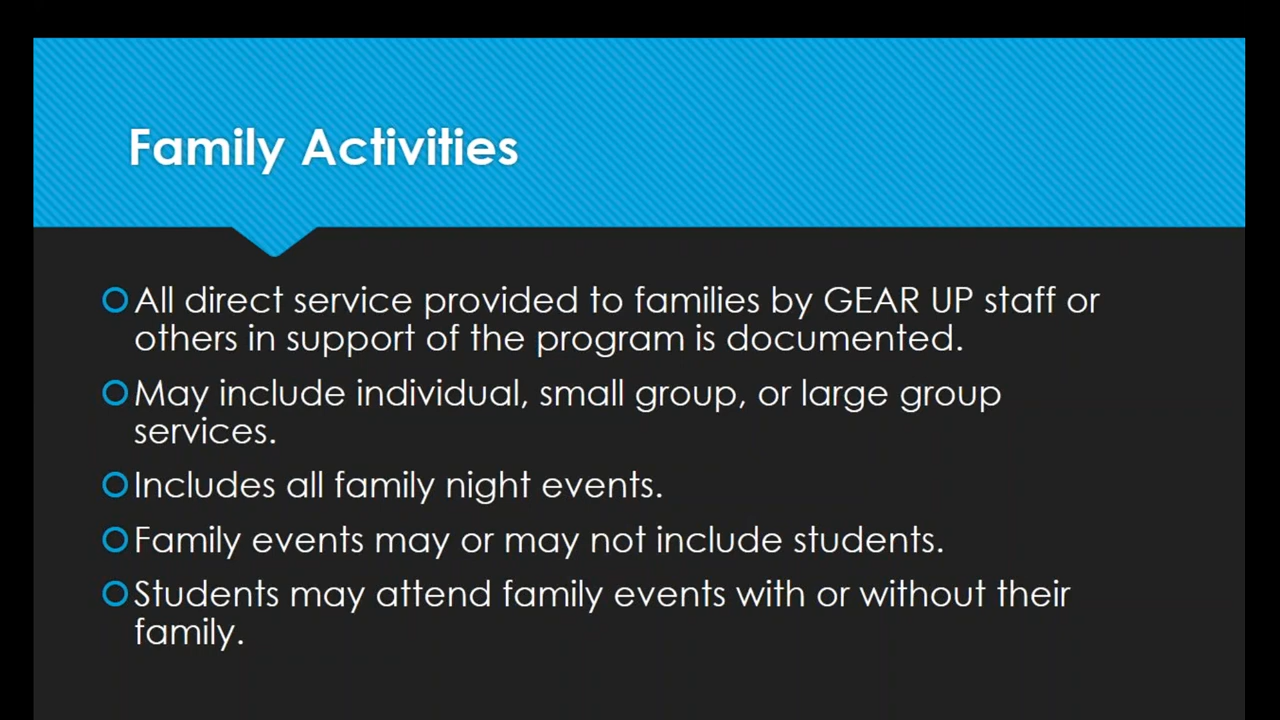 Family Activities
All direct service provided to families by GEAR UP staff or
others in support of the program is documented.
May include individual, small group, or large group
services.
Includes all family night events.
Family events may or may not include students.
Students may attend family events with or without their
family.